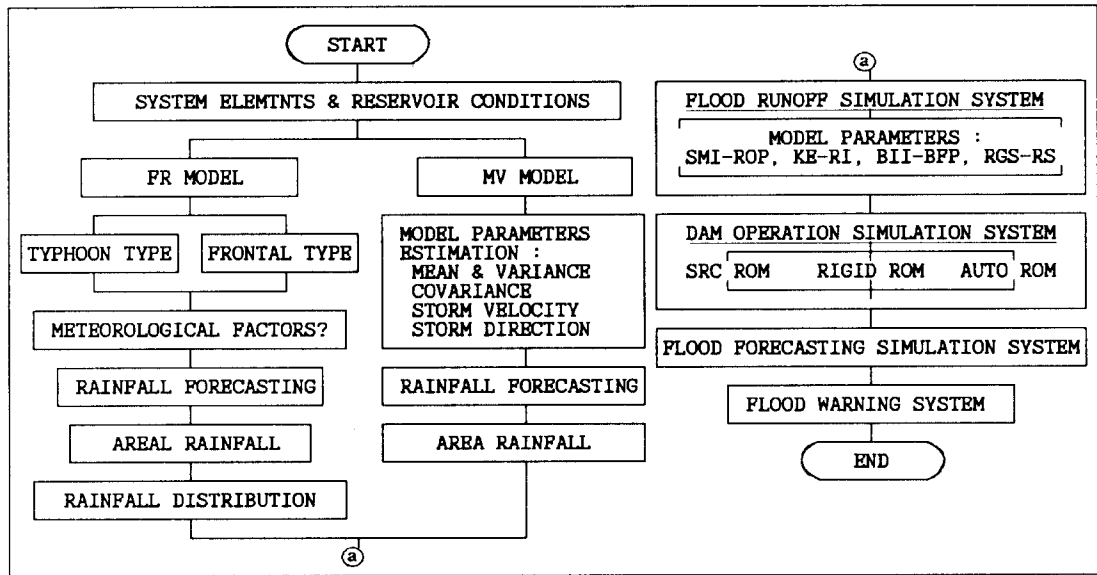 START
SYSTEM ELEMTNTS & RESERVOIR CONDITIONS
FR MODEL
MV MODEL
TYPHOON TYPE
FRONTAL TYPE
MODEL PARAMETERS
ESTIMATION :
MEAN & VARIANCE
COVARIANCE
STORM VELOCITY
STORM DIRECTION
METEOROLOGICAL FACTORS?
RAINFALL FORECASTING
RAINFALL FORECASTING
AREAL RAINFALL
AREA RAINFALL
RAINFALL DISTRIBUTION
ⓐ
ⓐ
FLOOD RUNOFF SIMULATION SYSTEM
MODEL PARAMETERS :
SMI-ROP, KE-RI, BII-BFP, RGS-RS
DAM OPERATION SIMULATION SYSTEM
SRC ROM RIGID ROM AUTO ROM
FLOOD FORECASTING SIMULATION SYSTEM
FLOOD WARNING SYSTEM
END